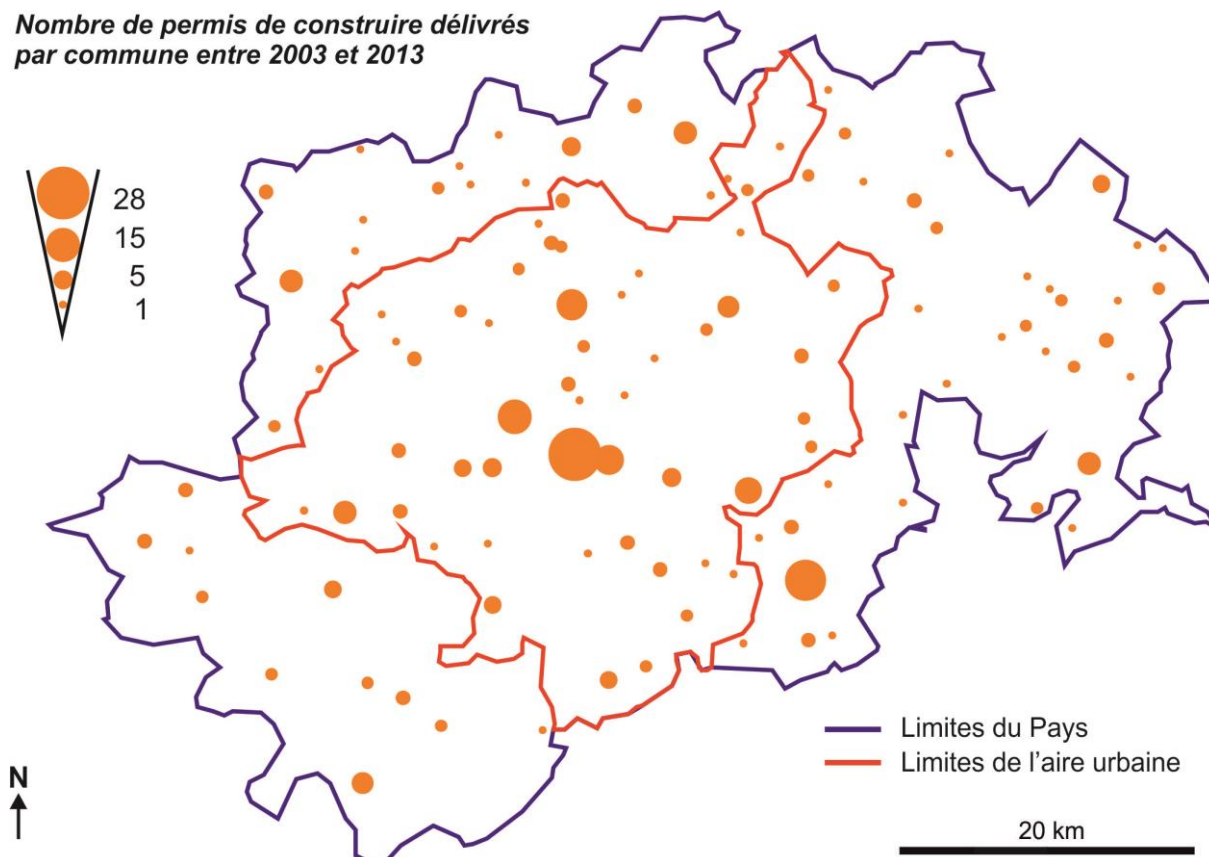 Nombre de permis de construire délivrés
par commune entre 2003 et 2013
28
15
5
1
Limites du Pays
Limites de l'aire urbaine
N
20 km